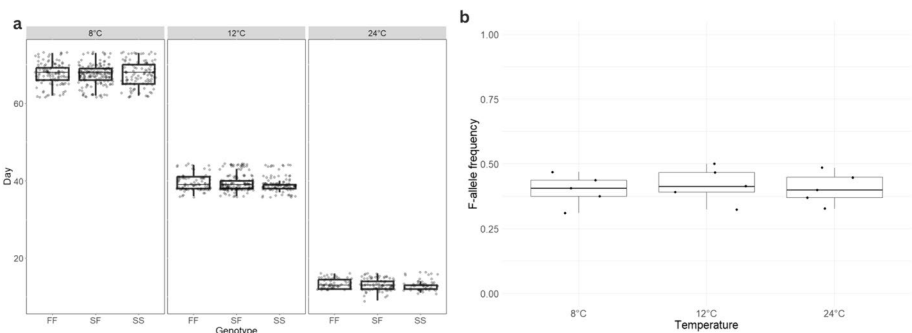 a
8°C 12°C 24°C
Day
60
40
20
FF SF SS FF SF SS FF SF SS
Genotype
b
F-allele frequency
1.00
0.75
0.50
0.25
0.00
8°C 12°C 24°C
Temperature